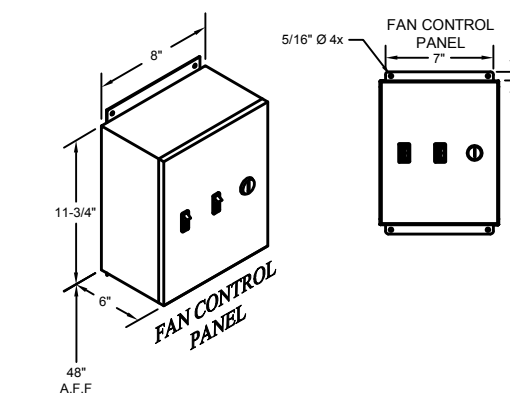 8"
11-3/4"
6"
48"
A.F.F
FAN CONTROL
PANEL
5/16" Ø 4x
FAN CONTROL
PANEL
7"